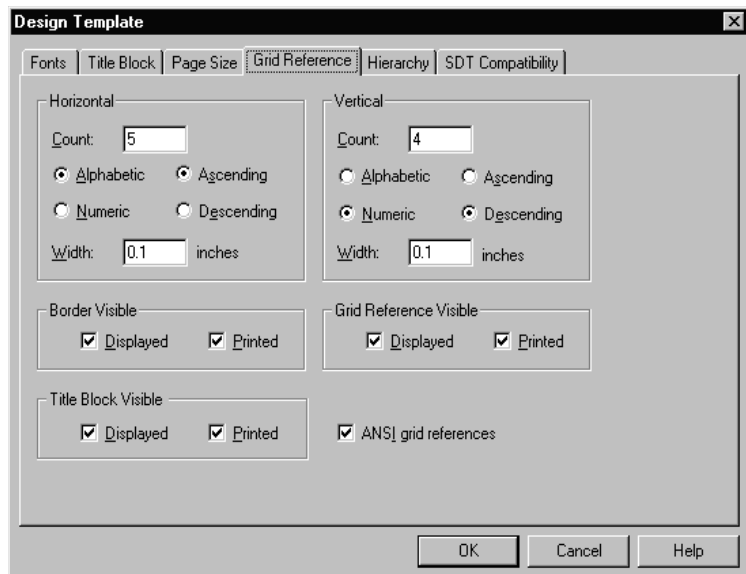 Design Template
Fonts Title Block Page Size Grid Reference Hierarchy SDT Compatibility
Horizontal
Count: 5
Alphabetic Ascending
Numeric Descending
Width: 0.1 inches
Vertical
Count: 4
Alphabetic Ascending
Numeric Descending
Width: 0.1 inches
Border Visible
Displayed Printed
Grid Reference Visible
Displayed Printed
Title Block Visible
Displayed Printed
ANSI grid references
OK Cancel Help